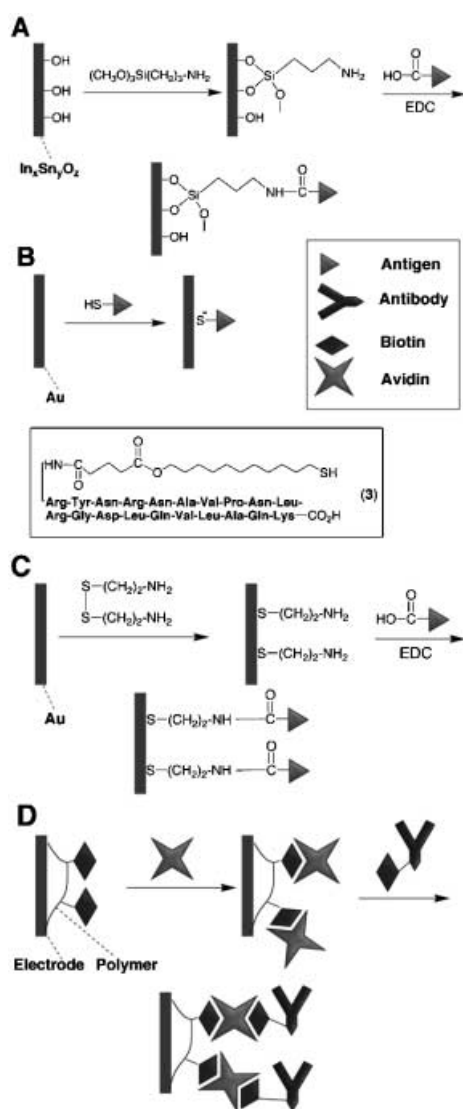 A
OH
OH
OH
(CH₃O)₃Si(CH₂)₃-NH₂
O
O
Si
O
NH₂
OH
O
HO
C
EDC
InₓSnᵧO_z
O
O
Si
O
NH
C
O
OH
B
HS
S
Au
Antigen
Antibody
Biotin
Avidin
HN
O
O
O
SH
(3)
Arg-Tyr-Asn-Arg-Asn-Ala-Val-Pro-Asn-Leu-
Arg-Gly-Asp-Leu-Gln-Val-Leu-Ala-Gln-Lys-CO₂H
C
S-(CH₂)₂-NH₂
S-(CH₂)₂-NH₂
S-(CH₂)₂-NH₂
S-(CH₂)₂-NH₂
O
HO-C
EDC
Au
O
S-(CH₂)₂-NH-C
O
S-(CH₂)₂-NH-C
D
Electrode Polymer